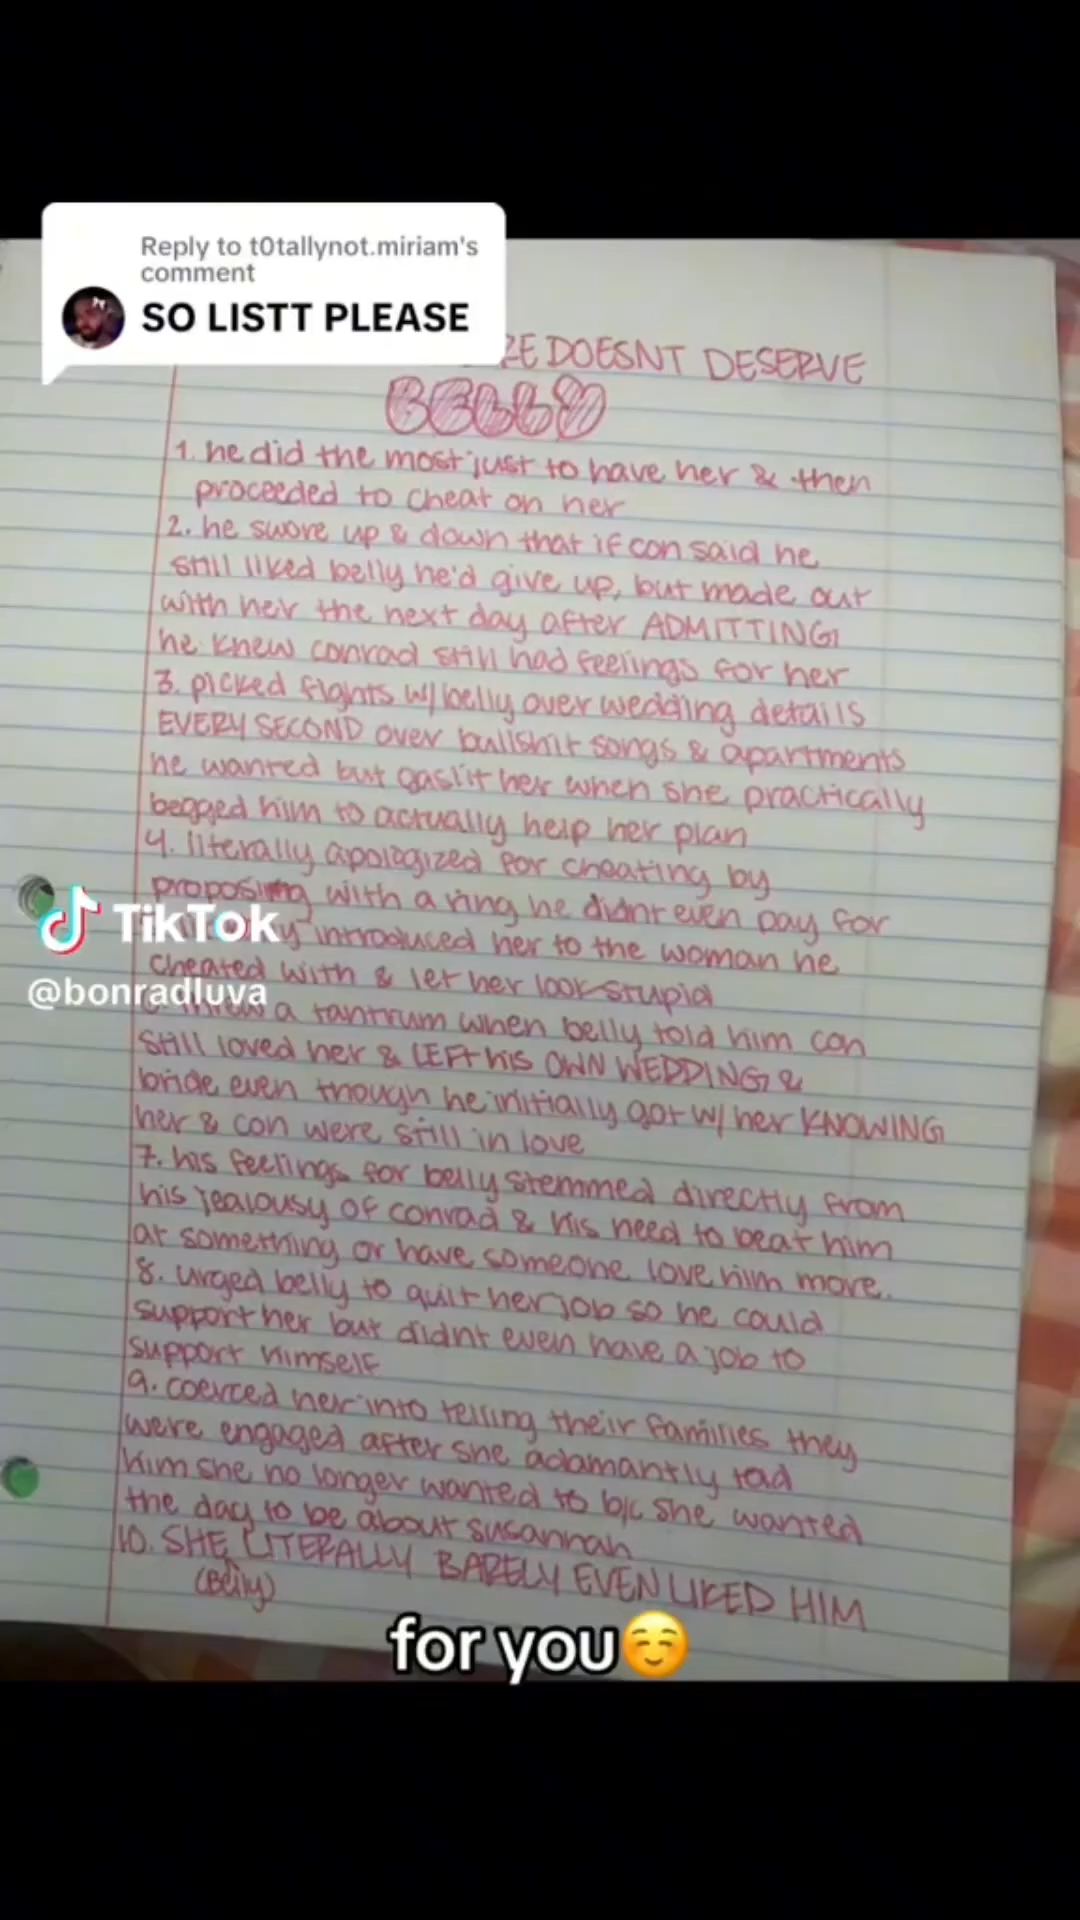 Reply to t0tallynot.miriam's
comment
SO LISTT PLEASE
DOESNT DESERVE
BELLY
1. he did the most just to have her & then
proceeded to cheat on her
2. he swore up & down that if con said he
still liked belly he'd give up, but made out
with her the next day after ADMITTING
he knew conrad still had feelings for her
3. picked fights w/ belly over wedding details
EVERY SECOND over bullshit songs & apartments
he wanted but gaslit her when she practically
begged him to actually help her plan
4. literally apologized for cheating by
proposing with a ring he didnt even pay for
introduced her to the woman he
cheated with & let her look stupid
threw a tantrum when belly told him con
still loved her & LEFT his OWN WEDDING &
bride even though he initially got w/ her KNOWING
her & con were still in love
7. his feelings for belly stemmed directly from
his jealousy of conrad & his need to beat him
at something or have someone love him more.
8. urged belly to quit her job so he could
support her but didnt even have a job to
support himself
9. coerced her into telling their families they
were engaged after she adamantly told
him she no longer wanted to b/c she wanted
the day to be about susannah
10. SHE LITERALLY BARELY EVEN LIKED HIM
(Belly)
TikTok
@bonradluva
for you☺️